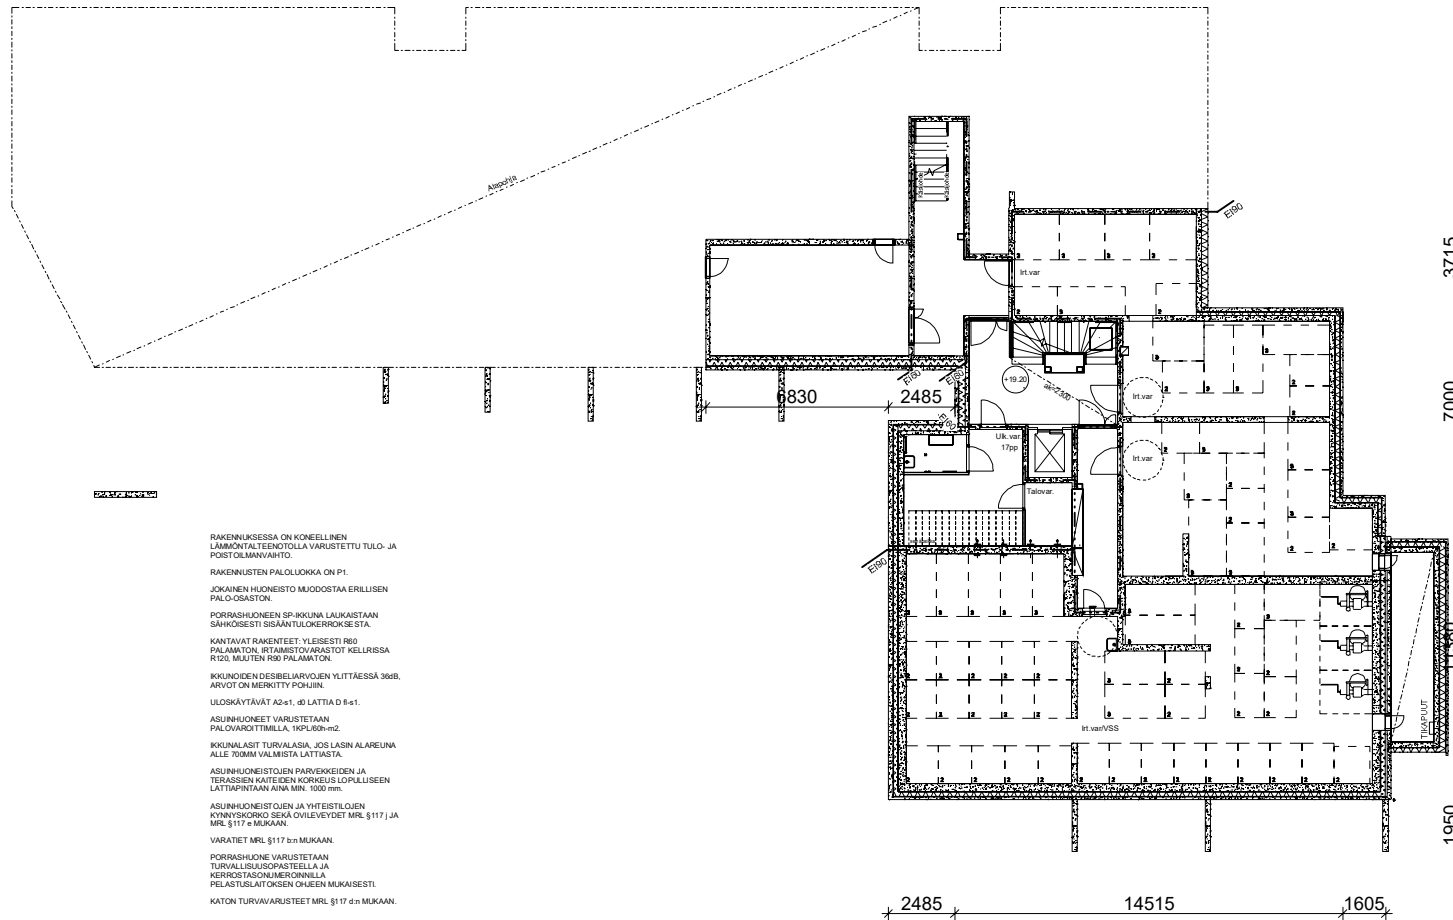 Alapohja
Käsijohde
Käsijohde
EI90
3715
Irt.var
+19.20
ak=2300
EI60
EI60
6830
2485
7000
Irt.var
EI60
Ulk.var.
17pp
Irt.var
Talovar.
EI90
RAKENNUKSESSA ON KONEELLINEN
LÄMMÖNTALTEENOTOLLA VARUSTETTU TULO- JA
POISTOILMANVAIHTO.
RAKENNUSTEN PALOLUOKKA ON P1.
JOKAINEN HUONEISTO MUODOSTAA ERILLISEN
PALO-OSASTON.
PORRASHUONEEN SP-IKKUNA LAUKAISTAAN
SÄHKÖISESTI SISÄÄNTULOKERROKSESTA.
KANTAVAT RAKENTEET: YLEISESTI R60
PALAMATON, IRTAIMISTOVARASTOT KELLRISSA
R120, MUUTEN R90 PALAMATON.
IKKUNOIDEN DESIBELIARVOJEN YLITTÄESSÄ 36dB,
ARVOT ON MERKITTY POHJIIN.
ULOSKÄYTÄVÄT A2-s1, d0 LATTIA D fl-s1.
ASUINHUONEET VARUSTETAAN
PALOVAROITTIMILLA, 1KPL/60h-m2.
IKKUNALASIT TURVALASIA, JOS LASIN ALAREUNA
ALLE 700MM VALMIISTA LATTIASTA.
ASUINHUONEISTOJEN PARVEKKEIDEN JA
TERASSIEN KAITEIDEN KORKEUS LOPULLISEEN
LATTIAPINTAAN AINA MIN. 1000 mm.
ASUINHUONEISTOJEN JA YHTEISTILOJEN
KYNNYSKORKO SEKÄ OVILEVEYDET MRL §117 j JA
MRL §117 e MUKAAN.
VARATIET MRL §117 b:n MUKAAN.
PORRASHUONE VARUSTETAAN
TURVALLISUUSOPASTEELLA JA
KERROSTASONUMEROINNILLA
PELASTUSLAITOKSEN OHJEEN MUKAISESTI.
KATON TURVAVARUSTEET MRL §117 d:n MUKAAN.
Irt.var/VSS
TIKAPUUT
1950
2485
14515
1605